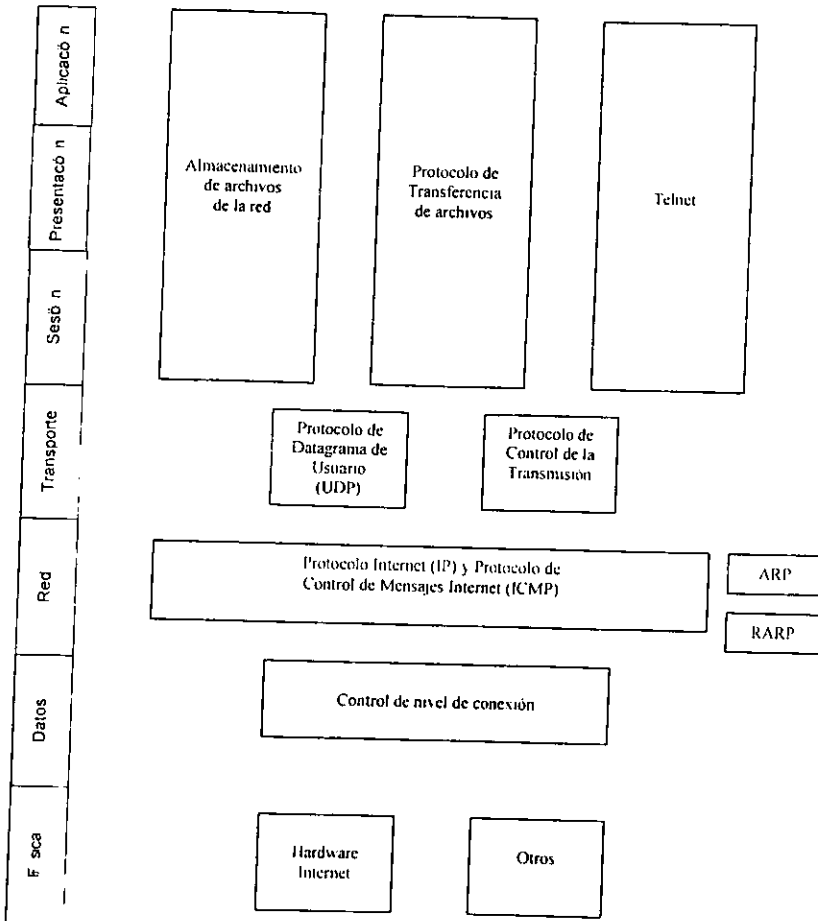 Aplicacó n
Presentacó n
Sesö n
Transporte
Red
Datos
F sca
Almacenamiento
de archivos
de la red
Protocolo de
Transferencia
de archivos
Telnet
Protocolo de
Datagrama de
Usuario
(UDP)
Protocolo de
Control de la
Transmisión
Protocolo Internet (IP) y Protocolo de
Control de Mensajes Internet (ICMP)
ARP
RARP
Control de nivel de conexión
Hardware
Internet
Otros